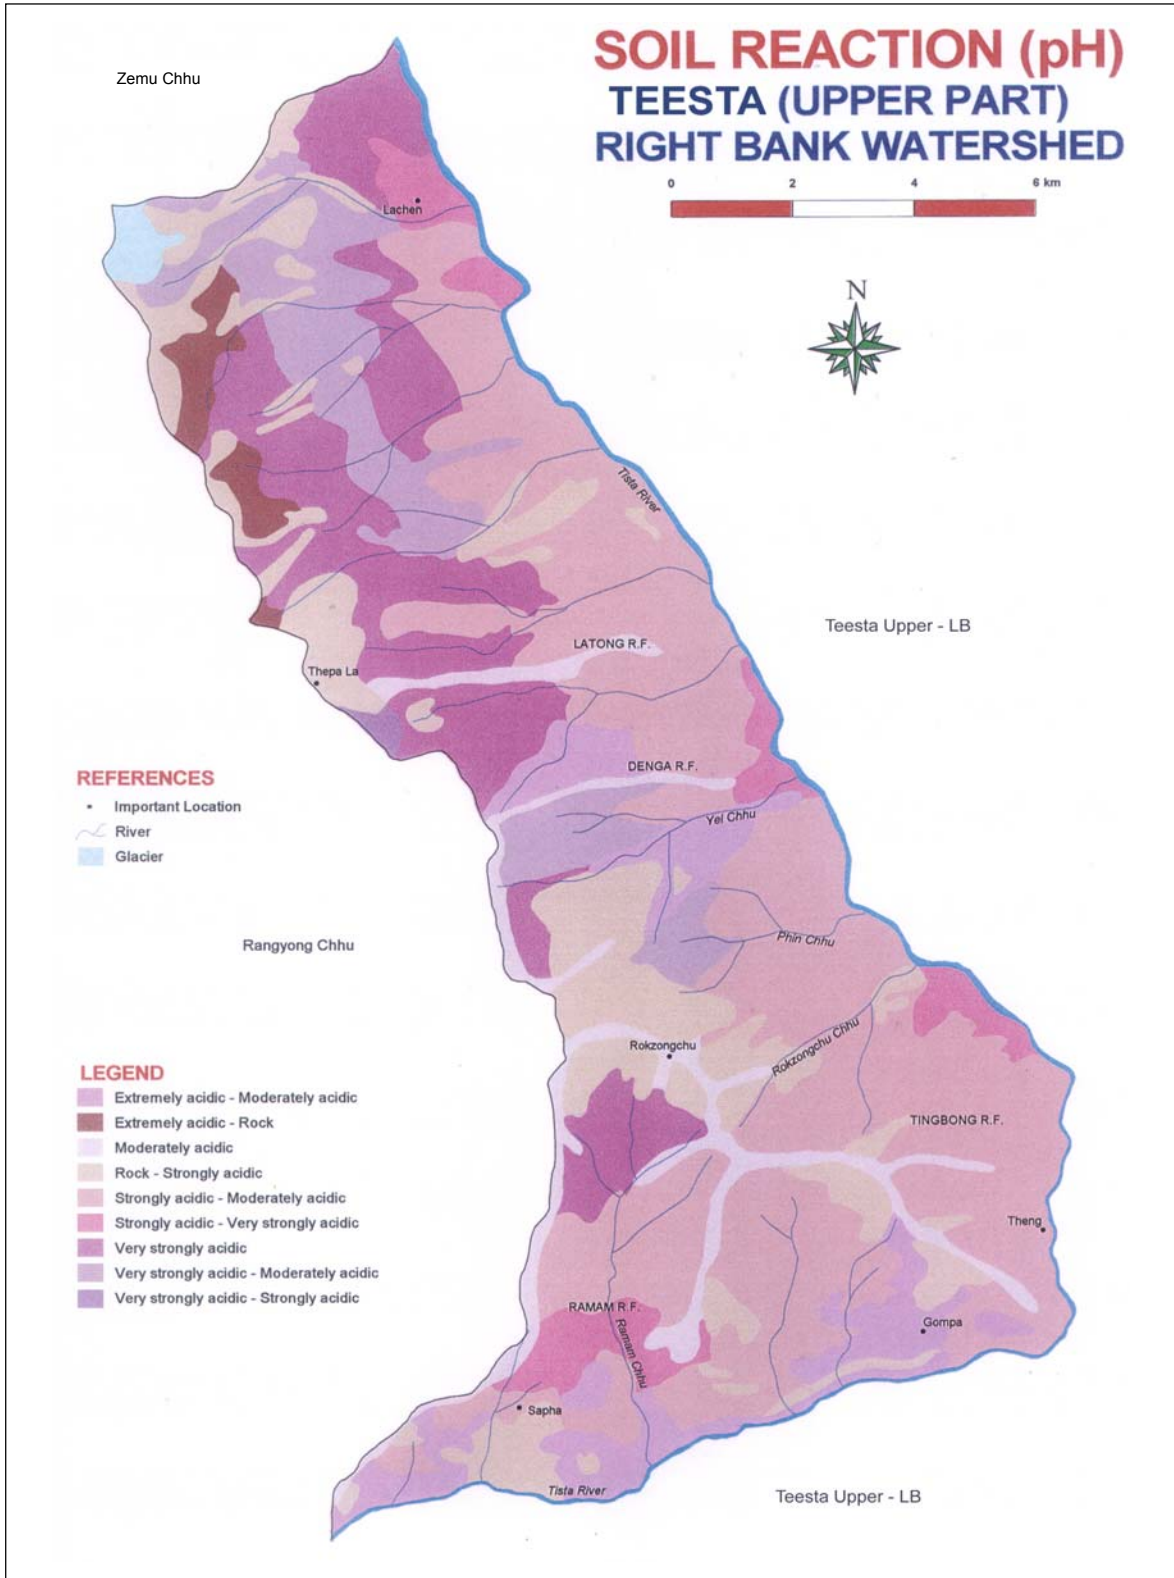 SOIL REACTION (pH)
TEESTA (UPPER PART)
RIGHT BANK WATERSHED
0 2 4 6 km
Zemu Chhu
N
Lachen
Tista River
Teesta Upper - LB
LATONG R.F.
Thepa La
DENGA R.F.
REFERENCES
Important Location
River
Glacier
Yel Chhu
Rangyong Chhu
Phin Chhu
Rokzongchu
Rokzongchu Chhu
LEGEND
Extremely acidic - Moderately acidic
Extremely acidic - Rock
Moderately acidic
Rock - Strongly acidic
Strongly acidic - Moderately acidic
Strongly acidic - Very strongly acidic
Very strongly acidic
Very strongly acidic - Moderately acidic
Very strongly acidic - Strongly acidic
TINGBONG R.F.
Theng
RAMAM R.F.
Ramam Chhu
Gompa
Sapha
Tista River
Teesta Upper - LB